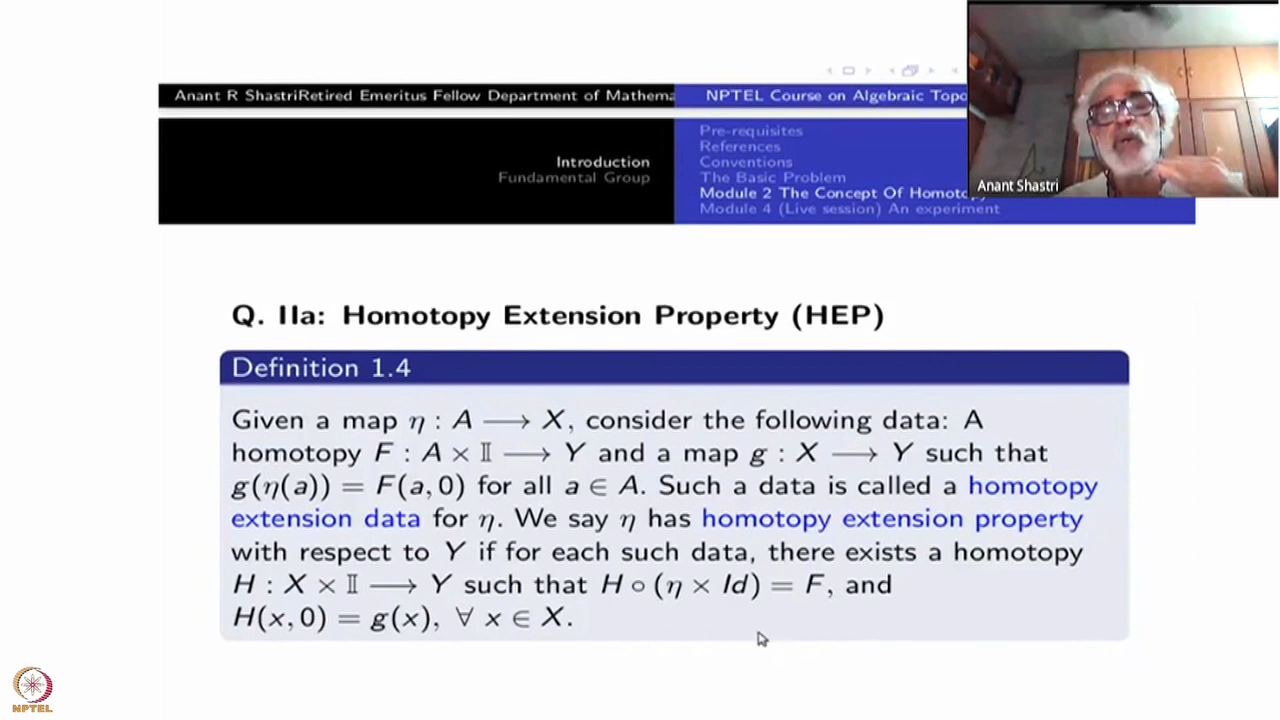 Anant R ShastriRetired Emeritus Fellow Department of Mathema
NPTEL Course on Algebraic Topo
Introduction
Fundamental Group
Pre-requisites
References
Conventions
The Basic Problem
Module 2 The Concept Of Homotopy
Module 4 (Live session) An experiment
Anant Shastri
Q. IIa: Homotopy Extension Property (HEP)
Definition 1.4
Given a map η : A ⟶ X, consider the following data: A
homotopy F : A × 𝕀 ⟶ Y and a map g : X ⟶ Y such that
g(η(a)) = F(a, 0) for all a ∈ A. Such a data is called a homotopy
extension data for η. We say η has homotopy extension property
with respect to Y if for each such data, there exists a homotopy
H : X × 𝕀 ⟶ Y such that H ∘ (η × Id) = F, and
H(x, 0) = g(x), ∀ x ∈ X.
NPTEL